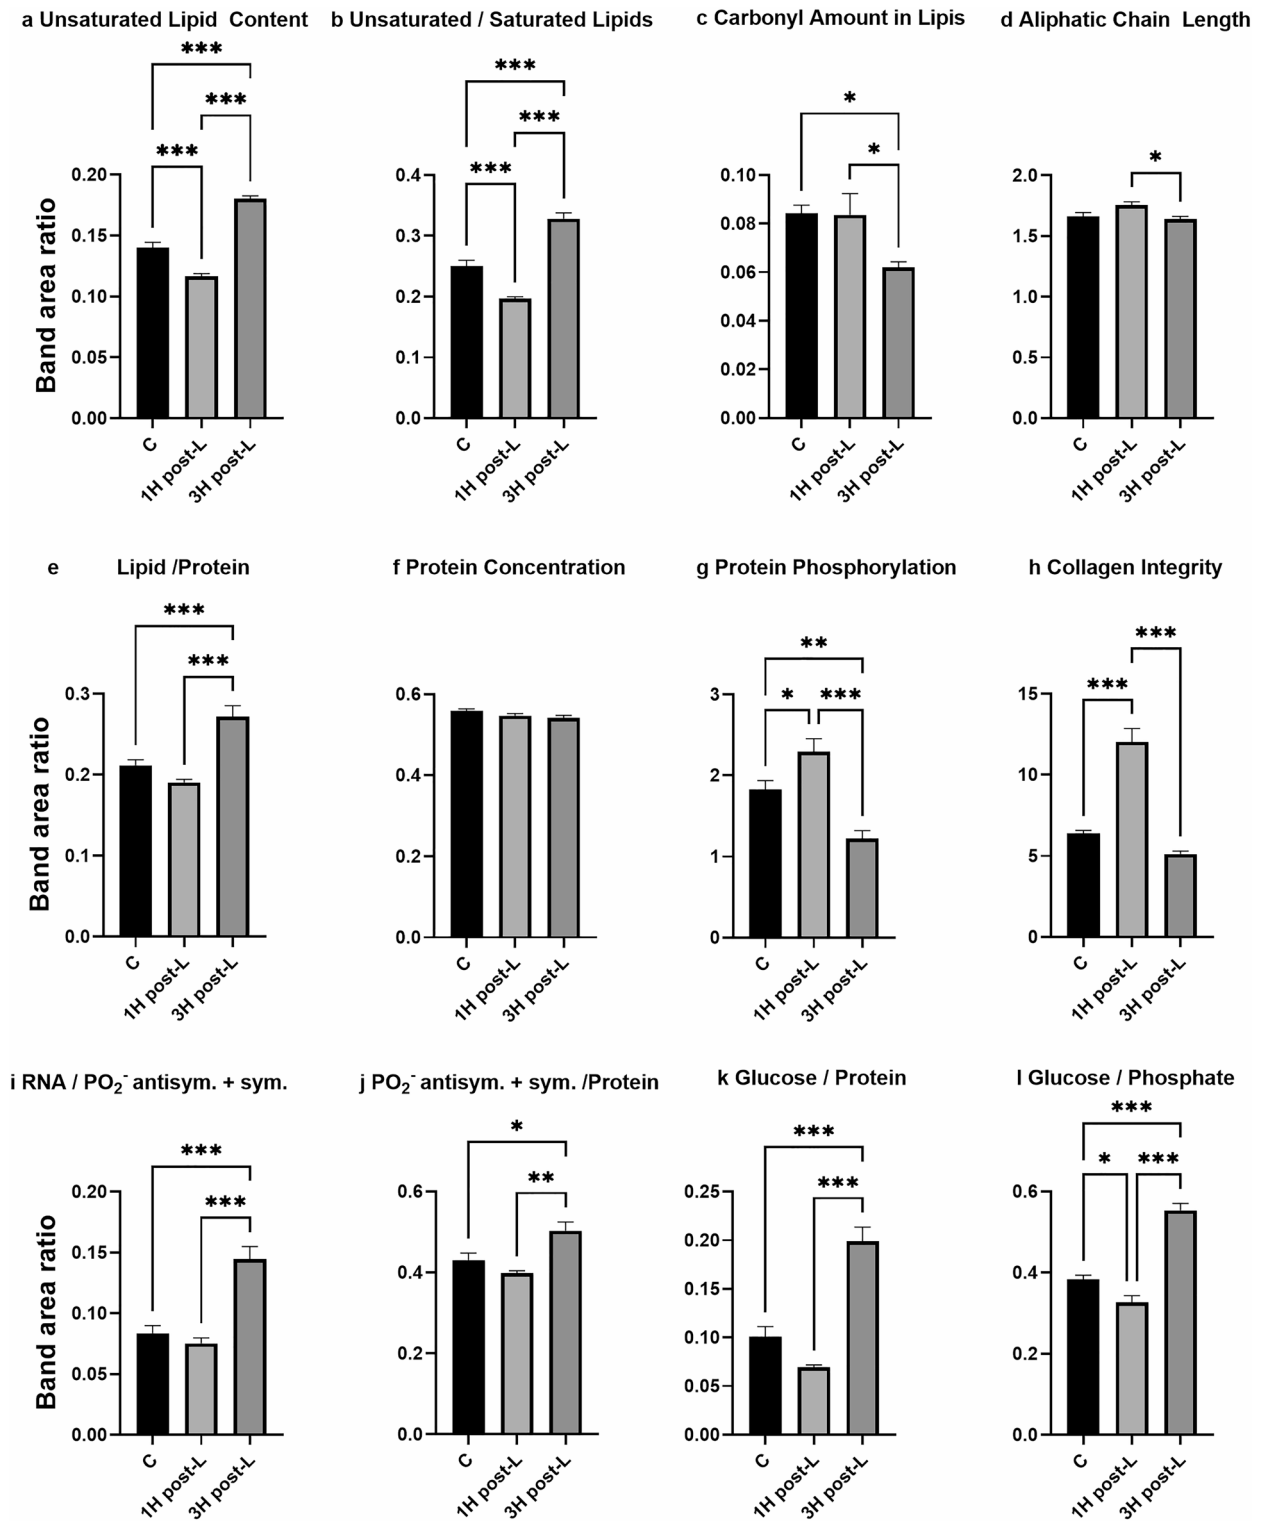 a Unsaturated Lipid Content
b Unsaturated / Saturated Lipids
c Carbonyl Amount in Lipis
d Aliphatic Chain Length
***
***
***
0.20
0.15
0.10
0.05
0.00
Band area ratio
C
1H post-L
3H post-L
***
***
***
0.4
0.3
0.2
0.1
0.0
C
1H post-L
3H post-L
*
*
0.10
0.08
0.06
0.04
0.02
0.00
C
1H post-L
3H post-L
*
2.0
1.5
1.0
0.5
0.0
C
1H post-L
3H post-L
e Lipid /Protein
f Protein Concentration
g Protein Phosphorylation
h Collagen Integrity
***
***
0.3
0.2
0.1
0.0
Band area ratio
C
1H post-L
3H post-L
0.6
0.4
0.2
0.0
C
1H post-L
3H post-L
**
* ***
3
2
1
0
C
1H post-L
3H post-L
***
***
15
10
5
0
C
1H post-L
3H post-L
i RNA / PO₂⁻ antisym. + sym.
j PO₂⁻ antisym. + sym. /Protein
k Glucose / Protein
l Glucose / Phosphate
***
***
0.20
0.15
0.10
0.05
0.00
Band area ratio
C
1H post-L
3H post-L
*
**
0.6
0.4
0.2
0.0
C
1H post-L
3H post-L
***
***
0.25
0.20
0.15
0.10
0.05
0.00
C
1H post-L
3H post-L
***
* ***
0.6
0.4
0.2
0.0
C
1H post-L
3H post-L